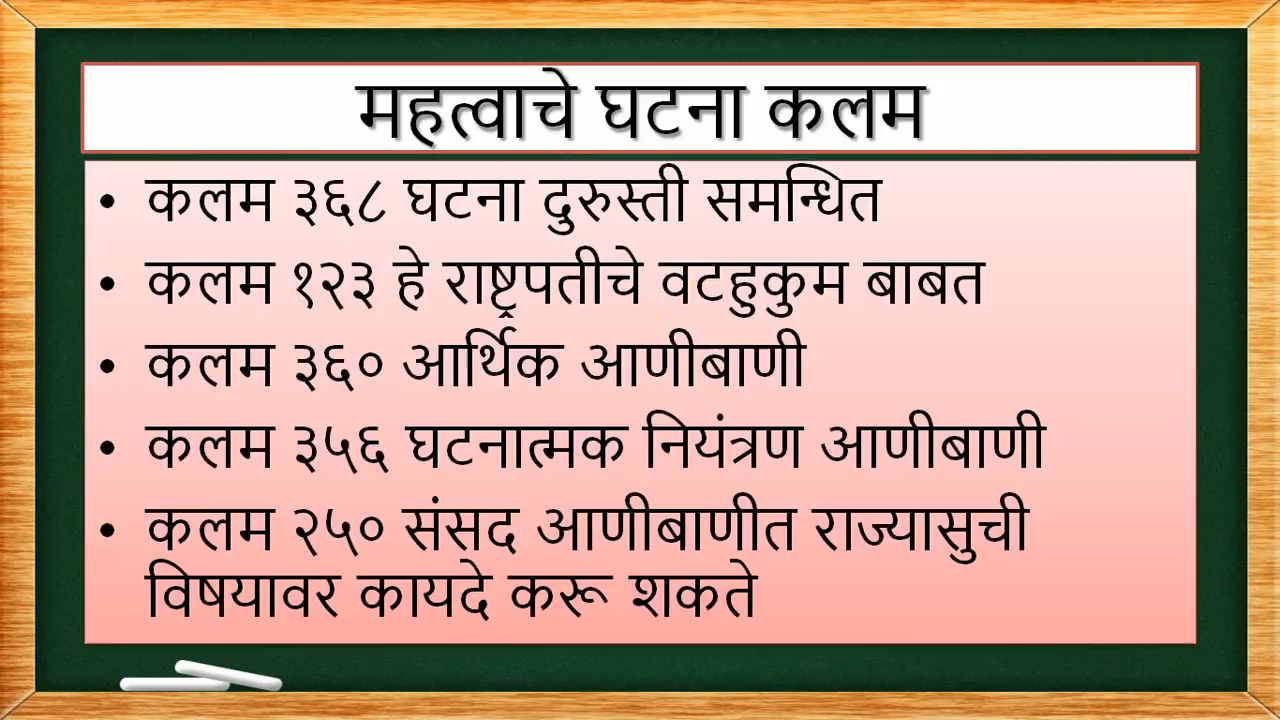 महत्वाचे घटना कलम
• कलम ३६८ घटना दुरुस्ती समन्धित
• कलम १२३ हे राष्ट्रपतीचे वटहुकुम बाबत
• कलम ३६० आर्थिक आणीबाणी
• कलम ३५६ घटनात्मक नियंत्रण आणीबाणी
• कलम २५० संसद आणीबाणीत राज्यासुची
विषयावर कायदे करू शकते